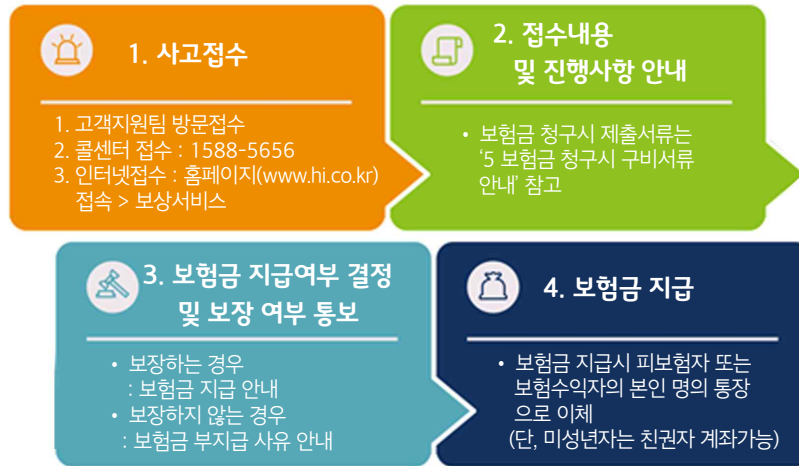 1. 사고접수
1. 고객지원팀 방문접수
2. 콜센터 접수 : 1588-5656
3. 인터넷접수 : 홈페이지(www.hi.co.kr)
접속 > 보상서비스
2. 접수내용
및 진행사항 안내
• 보험금 청구시 제출서류는
‘5 보험금 청구시 구비서류
안내’ 참고
3. 보험금 지급여부 결정
및 보장 여부 통보
• 보장하는 경우
: 보험금 지급 안내
• 보장하지 않는 경우
: 보험금 부지급 사유 안내
4. 보험금 지급
• 보험금 지급시 피보험자 또는
보험수익자의 본인 명의 통장
으로 이체
(단, 미성년자는 친권자 계좌가능)